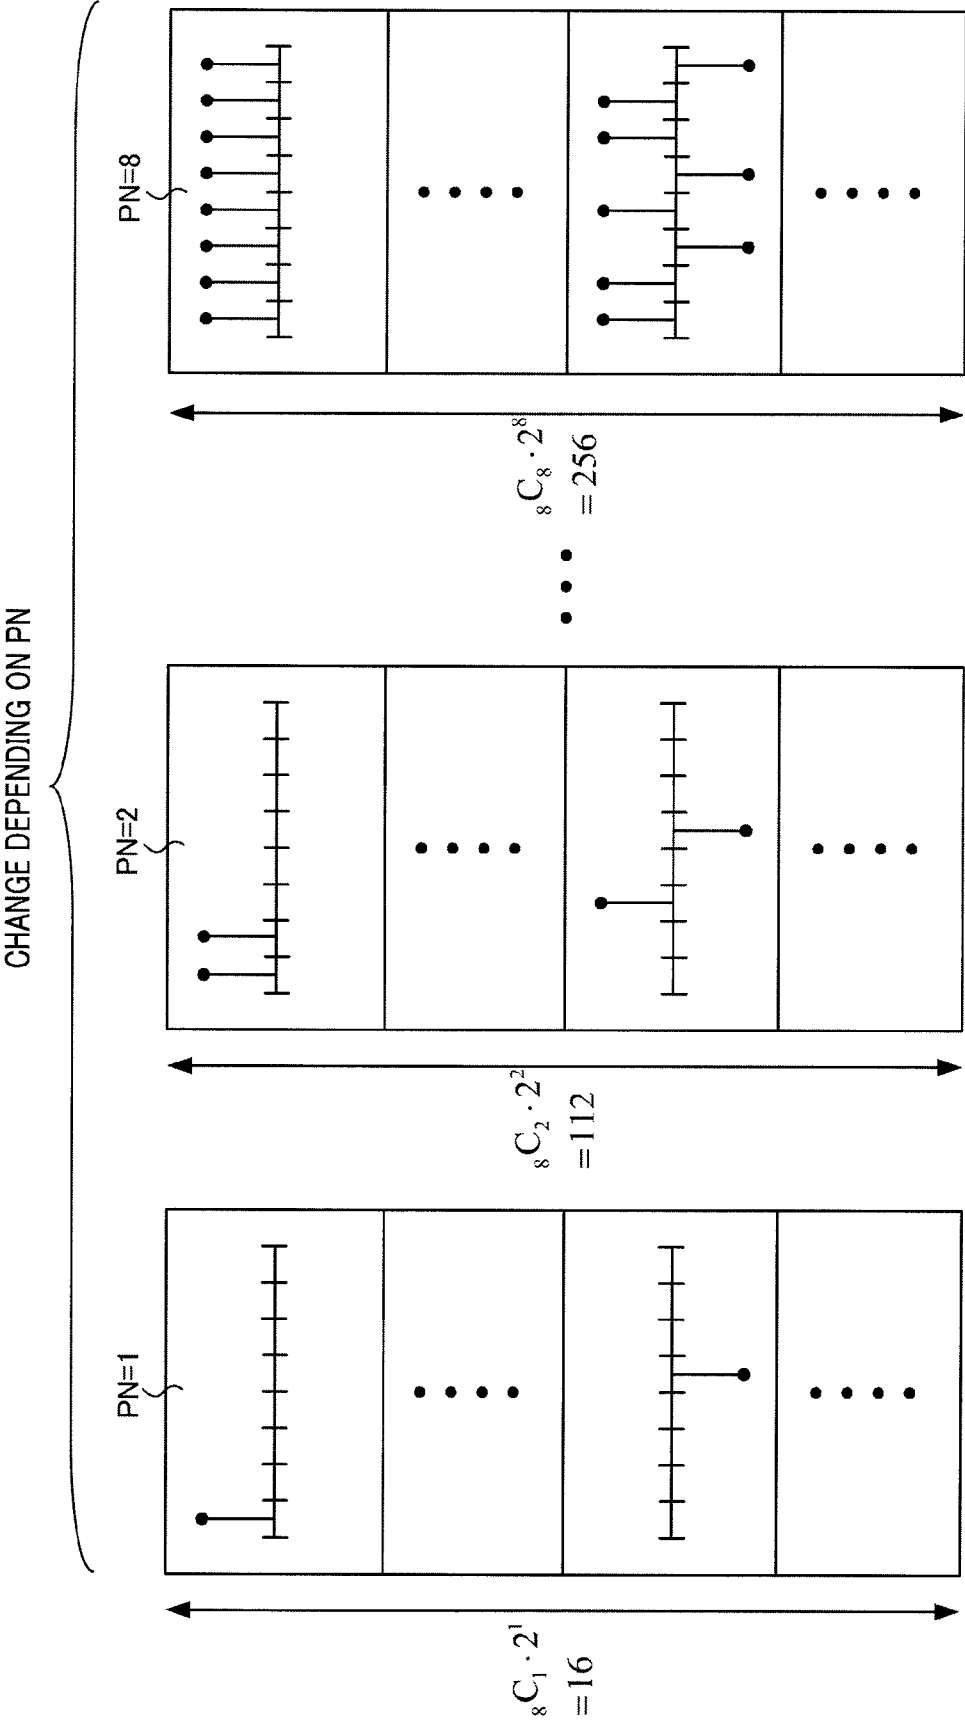 CHANGE DEPENDING ON PN
PN=1
₈C₁ · 2¹
=16
PN=2
₈C₂ · 2²
=112
PN=8
₈C₈ · 2⁸
=256